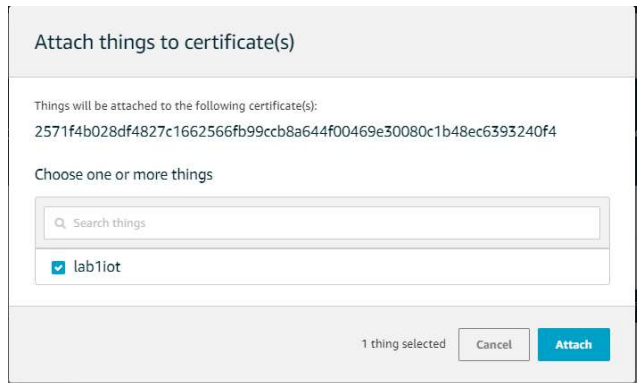 Attach things to certificate(s)
Things will be attached to the following certificate(s):
2571f4b028df4827c1662566fb99ccb8a644f00469e30080c1b48ec6393240f4
Choose one or more things
Search things
lab1iot
1 thing selected Cancel Attach